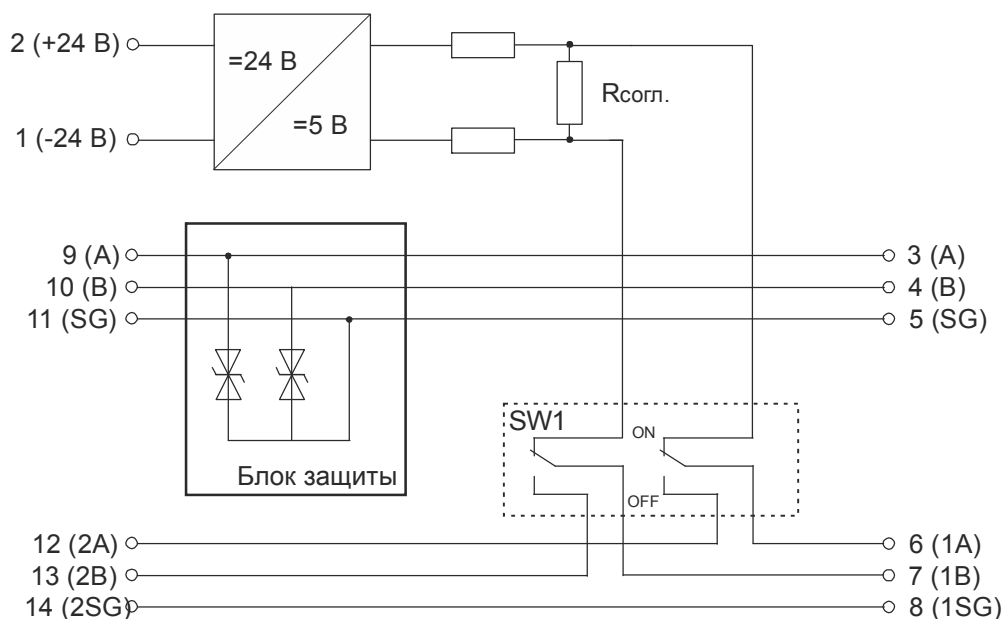 2 (+24 В)
=24 В
Rсогл.
=5 В
1 (-24 В)
9 (A)
3 (A)
10 (B)
4 (B)
11 (SG)
5 (SG)
SW1
ON
Блок защиты
OFF
12 (2A)
6 (1A)
13 (2B)
7 (1B)
14 (2SG)
8 (1SG)